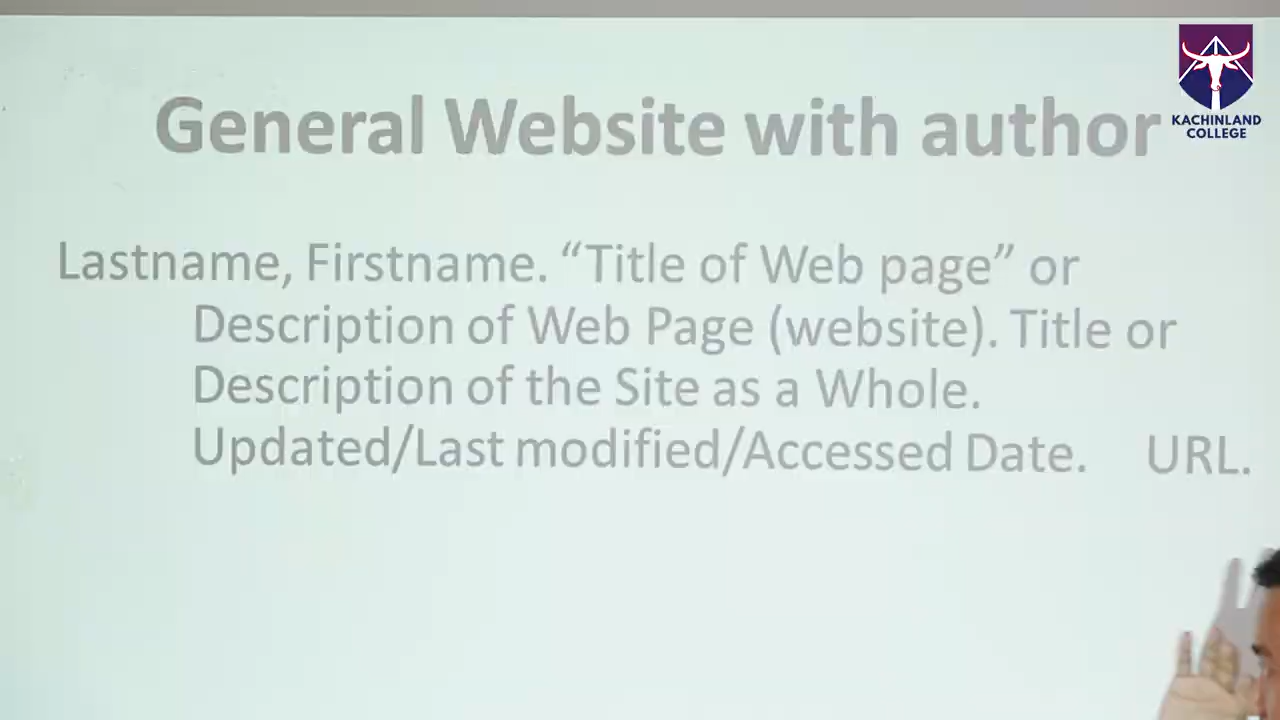 KACHINLAND
COLLEGE
General Website with author
Lastname, Firstname. “Title of Web page” or
Description of Web Page (website). Title or
Description of the Site as a Whole.
Updated/Last modified/Accessed Date. URL.